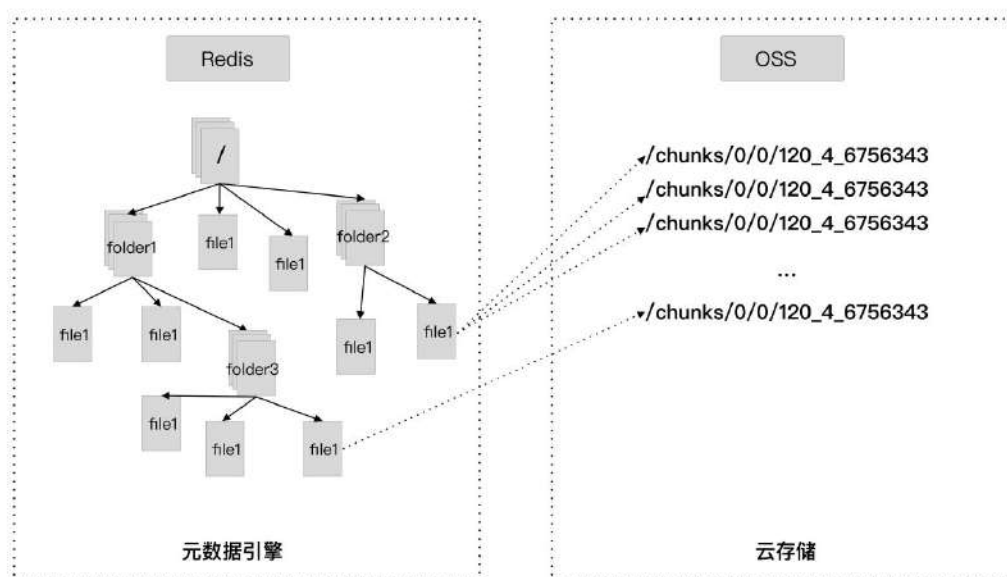 Redis
/
folder1
file1
file1
folder2
file1
file1
folder3
file1
file1
file1
file1
file1
元数据引擎
OSS
/chunks/0/0/120_4_6756343
/chunks/0/0/120_4_6756343
/chunks/0/0/120_4_6756343
...
/chunks/0/0/120_4_6756343
云存储